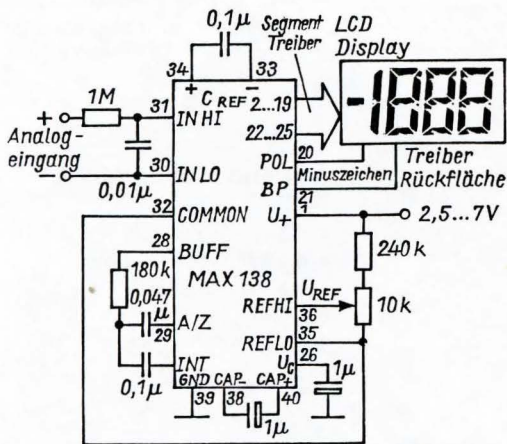 0,1µ
Segment
Treiber
LCD
Display
34
33
+
−
C REF
2...19
-1888
1M
31
IN HI
+
Analog-
eingang
−
0,01µ
30
IN LO
22...25
20
POL
Minuszeichen
Treiber
Rückfläche
BP
21
32
COMMON
U+
1
2,5...7V
28
BUFF
240k
180k
MAX 138
0,047
µ
29
A/Z
REFHI
UREF
36
10k
REFLO
35
INT
0,1µ
UC
26
1µ
GND
CAP-
CAP+
39
38
40
1µ